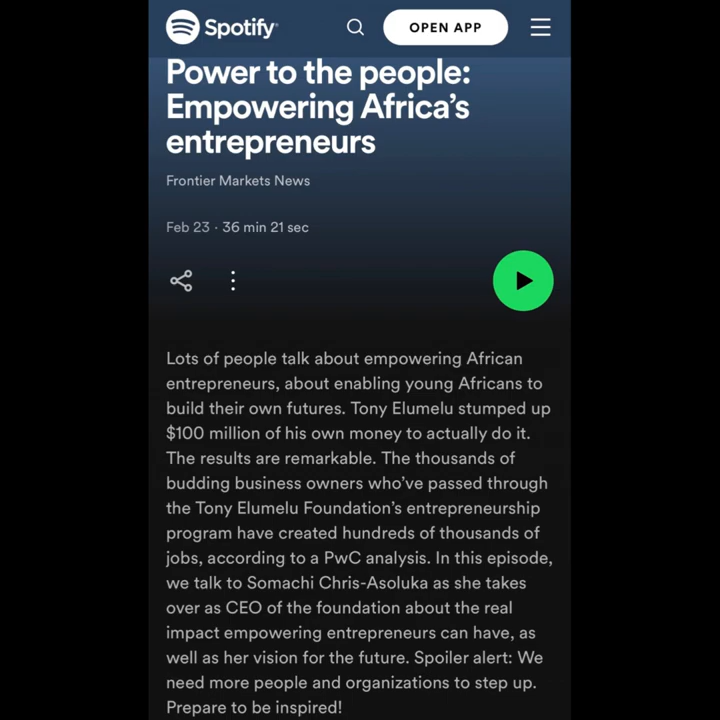 Spotify
OPEN APP
Power to the people:
Empowering Africa's
entrepreneurs
Frontier Markets News
Feb 23 · 36 min 21 sec
Lots of people talk about empowering African
entrepreneurs, about enabling young Africans to
build their own futures. Tony Elumelu stumped up
$100 million of his own money to actually do it.
The results are remarkable. The thousands of
budding business owners who've passed through
the Tony Elumelu Foundation's entrepreneurship
program have created hundreds of thousands of
jobs, according to a PwC analysis. In this episode,
we talk to Somachi Chris-Asoluka as she takes
over as CEO of the foundation about the real
impact empowering entrepreneurs can have, as
well as her vision for the future. Spoiler alert: We
need more people and organizations to step up.
Prepare to be inspired!